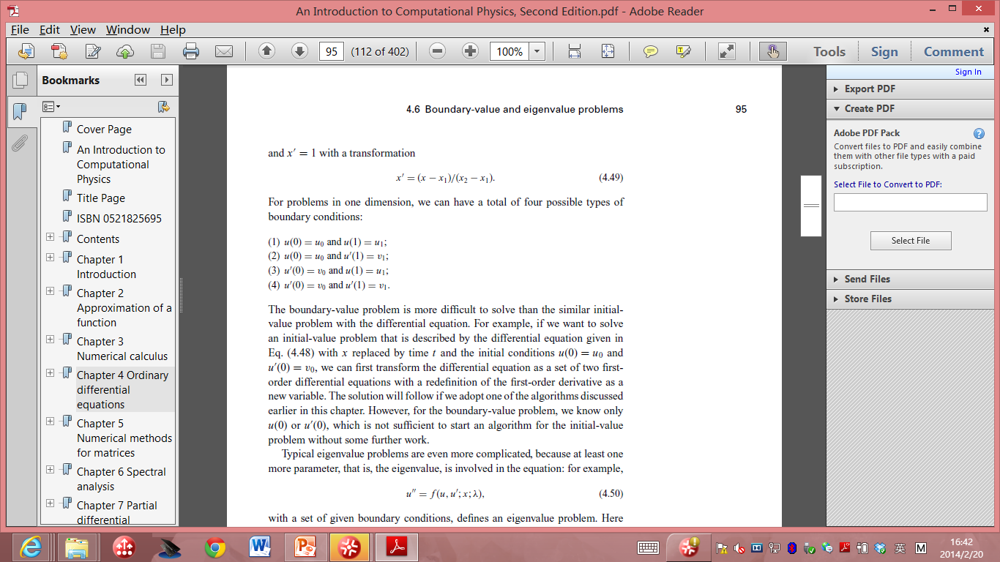 An Introduction to Computational Physics, Second Edition.pdf - Adobe Reader
File Edit View Window Help
95 (112 of 402) 100% Tools Sign Comment
Bookmarks
Cover Page
An Introduction to
Computational
Physics
Title Page
ISBN 0521825695
Contents
Chapter 1
Introduction
Chapter 2
Approximation of a
function
Chapter 3
Numerical calculus
Chapter 4 Ordinary
differential
equations
Chapter 5
Numerical methods
for matrices
Chapter 6 Spectral
analysis
Chapter 7 Partial
differential
4.6 Boundary-value and eigenvalue problems 95
and x′ = 1 with a transformation
x′ = (x − x₁)/(x₂ − x₁). (4.49)
For problems in one dimension, we can have a total of four possible types of
boundary conditions:
(1) u(0) = u₀ and u(1) = u₁;
(2) u(0) = u₀ and u′(1) = v₁;
(3) u′(0) = v₀ and u(1) = u₁;
(4) u′(0) = v₀ and u′(1) = v₁.
The boundary-value problem is more difficult to solve than the similar initial-
value problem with the differential equation. For example, if we want to solve
an initial-value problem that is described by the differential equation given in
Eq. (4.48) with x replaced by time t and the initial conditions u(0) = u₀ and
u′(0) = v₀, we can first transform the differential equation as a set of two first-
order differential equations with a redefinition of the first-order derivative as a
new variable. The solution will follow if we adopt one of the algorithms discussed
earlier in this chapter. However, for the boundary-value problem, we know only
u(0) or u′(0), which is not sufficient to start an algorithm for the initial-value
problem without some further work.
Typical eigenvalue problems are even more complicated, because at least one
more parameter, that is, the eigenvalue, is involved in the equation: for example,
u″ = f(u, u′; x; λ), (4.50)
with a set of given boundary conditions, defines an eigenvalue problem. Here
Sign In
Export PDF
Create PDF
Adobe PDF Pack
Convert files to PDF and easily combine
them with other file types with a paid
subscription.
Select File to Convert to PDF:
Select File
Send Files
Store Files
英 M
16:42
2014/2/20